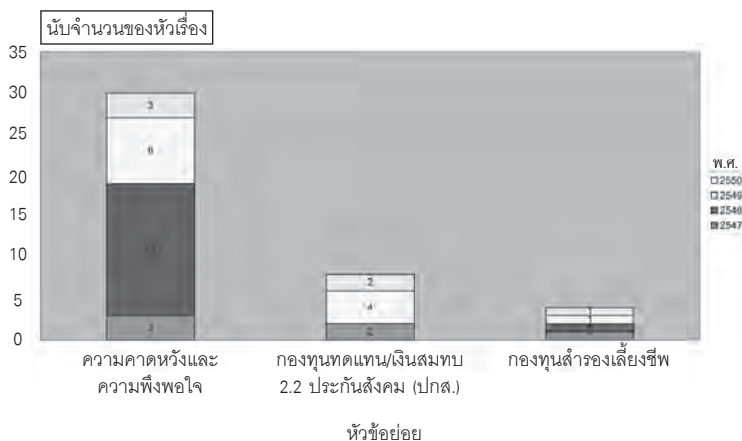 นับจำนวนของหัวเรื่อง
35
30
25
20
15
10
5
0
3
3
2
4
2
พ.ศ.
2550
2549
2548
2547
ความคาดหวังและ
ความพึงพอใจ
กองทุนทดแทน/เงินสมทบ
2.2 ประกันสังคม (ปกส.)
กองทุนสำรองเลี้ยงชีพ
หัวข้อย่อย